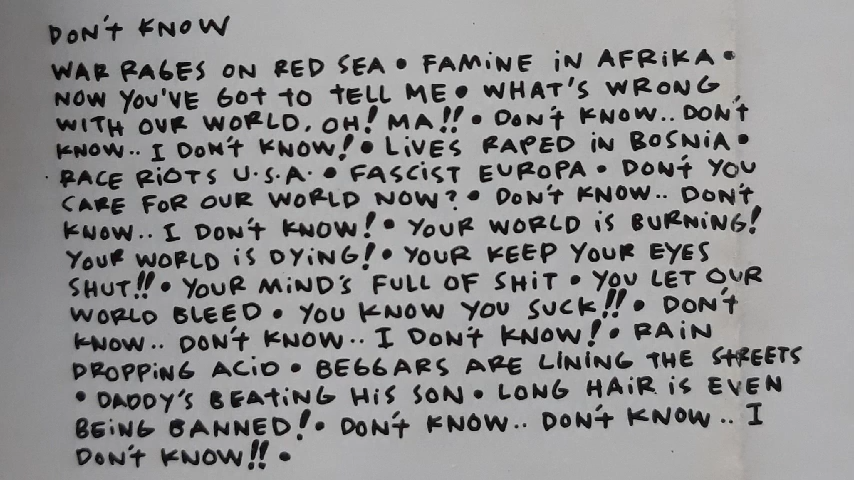 DON'T KNOW
WAR RAGES ON RED SEA • FAMINE IN AFRIKA •
NOW YOU'VE GOT TO TELL ME • WHAT'S WRONG
WITH OUR WORLD, OH! MA!! • DON'T KNOW.. DON'T
KNOW.. I DON'T KNOW! • LIVES RAPED IN BOSNIA •
RACE RIOTS U.S.A. • FASCIST EUROPA • DON'T YOU
CARE FOR OUR WORLD NOW? • DON'T KNOW.. DON'T
KNOW.. I DON'T KNOW! • YOUR WORLD IS BURNING!
YOUR WORLD IS DYING! • YOUR KEEP YOUR EYES
SHUT!! • YOUR MIND'S FULL OF SHIT • YOU LET OUR
WORLD BLEED • YOU KNOW YOU SUCK!! • DON'T
KNOW.. DON'T KNOW.. I DON'T KNOW! • RAIN
DROPPING ACID • BEGGARS ARE LINING THE STREETS
• DADDY'S BEATING HIS SON • LONG HAIR IS EVEN
BEING BANNED! • DON'T KNOW.. DON'T KNOW.. I
DON'T KNOW!! •